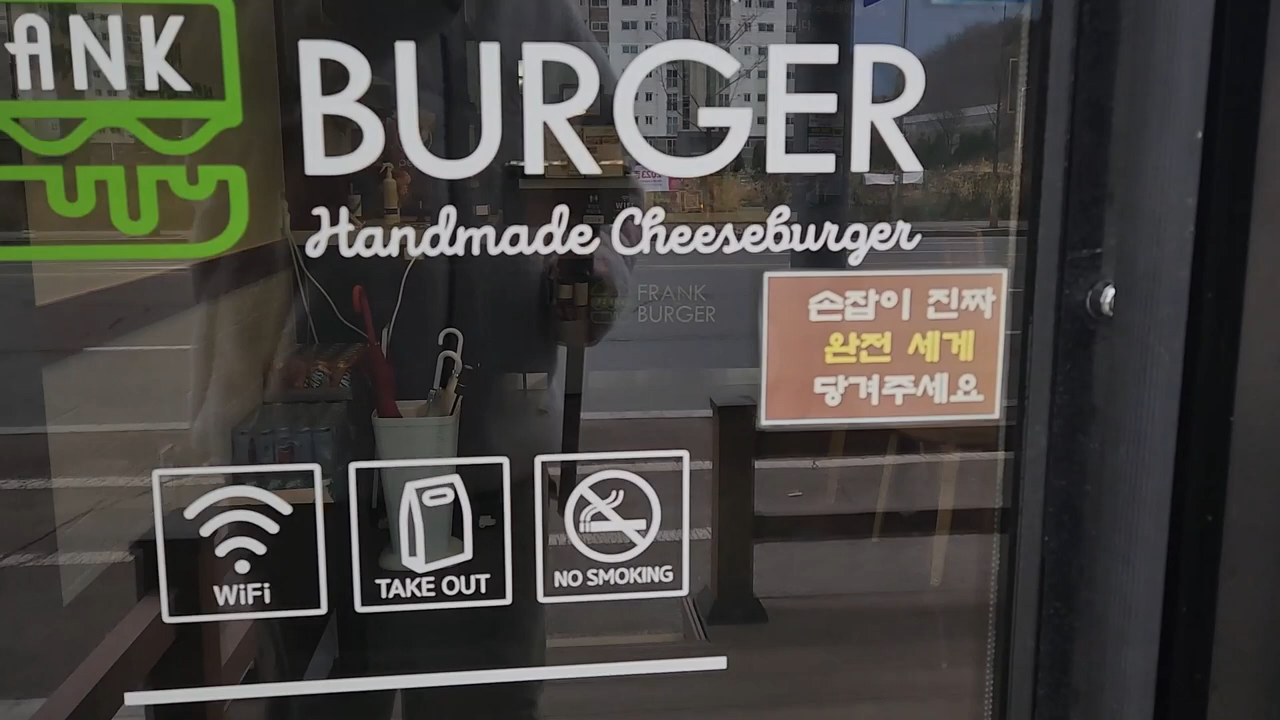 ANK
BURGER
Handmade Cheeseburger
FRANK
BURGER
손잡이 진짜
완전 세게
당겨주세요
WiFi
TAKE OUT
NO SMOKING